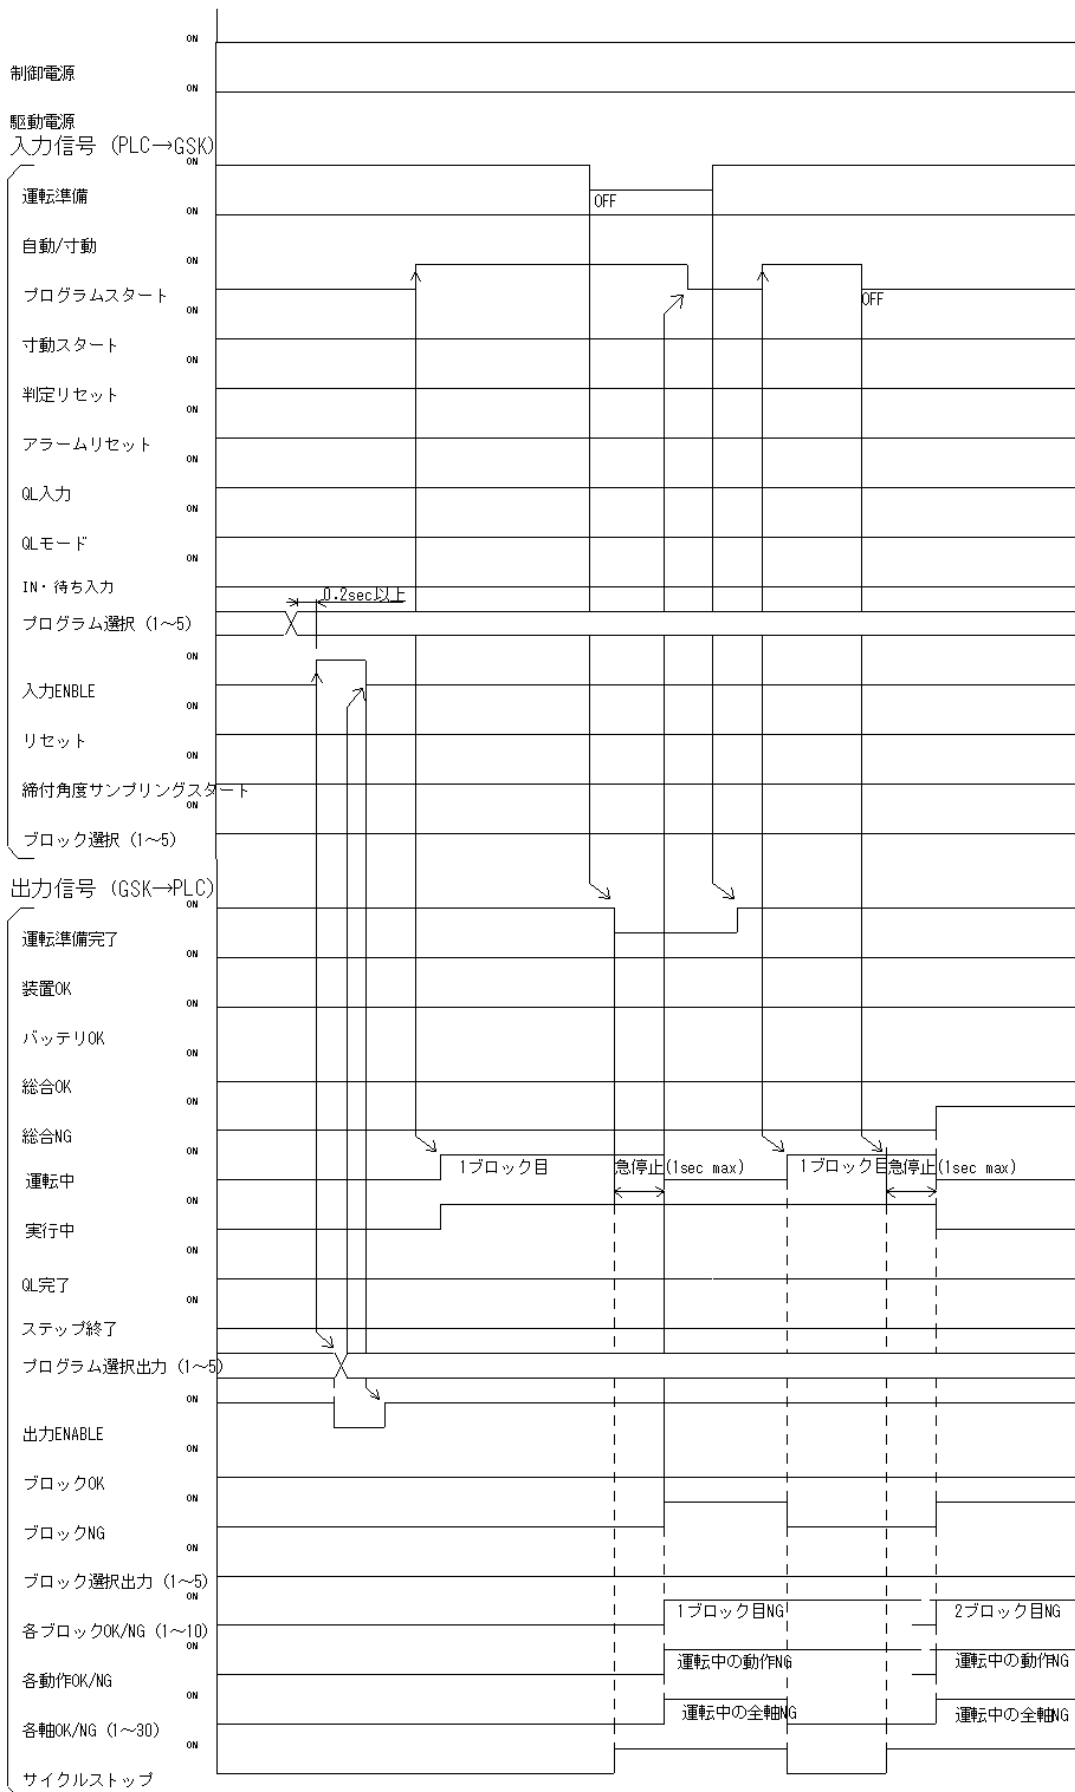 ON
制御電源
ON
駆動電源
入力信号 (PLC→GSK)
ON
運転準備
OFF
ON
自動/寸動
ON
プログラムスタート
OFF
ON
寸動スタート
ON
判定リセット
ON
アラームリセット
ON
QL入力
ON
QLモード
ON
IN・待ち入力
0.2sec以上
プログラム選択 (1～5)
ON
入力ENBLE
ON
リセット
ON
締付角度サンプリングスタート
ON
ブロック選択 (1～5)
出力信号 (GSK→PLC)
ON
運転準備完了
ON
装置OK
ON
バッテリOK
ON
総合OK
ON
総合NG
ON
運転中
1ブロック目
急停止(1sec max)
1ブロック目
急停止(1sec max)
ON
実行中
ON
QL完了
ON
ステップ終了
プログラム選択出力 (1～5)
ON
出力ENABLE
ON
ブロックOK
ON
ブロックNG
ON
ブロック選択出力 (1～5)
ON
各ブロックOK/NG (1～10)
1ブロック目NG
2ブロック目NG
ON
各動作OK/NG
運転中の動作NG
運転中の動作NG
ON
各軸OK/NG (1～30)
運転中の全軸NG
運転中の全軸NG
ON
サイクルストップ